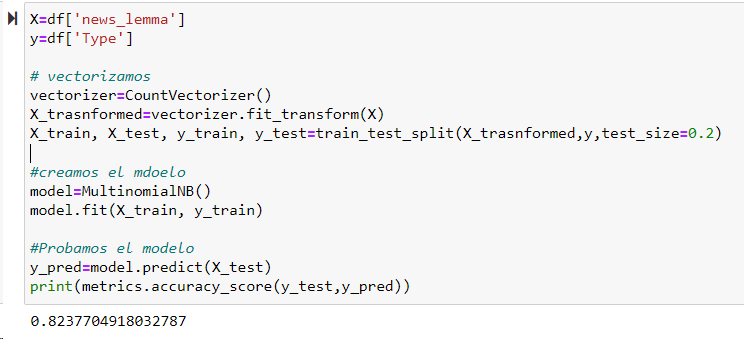 X=df['news_lemma']
y=df['Type']
# vectorizamos
vectorizer=CountVectorizer()
X_trasnformed=vectorizer.fit_transform(X)
X_train, X_test, y_train, y_test=train_test_split(X_trasnformed,y,test_size=0.2)
#creamos el mdoelo
model=MultinomialNB()
model.fit(X_train, y_train)
#Probamos el modelo
y_pred=model.predict(X_test)
print(metrics.accuracy_score(y_test,y_pred))
0.8237704918032787